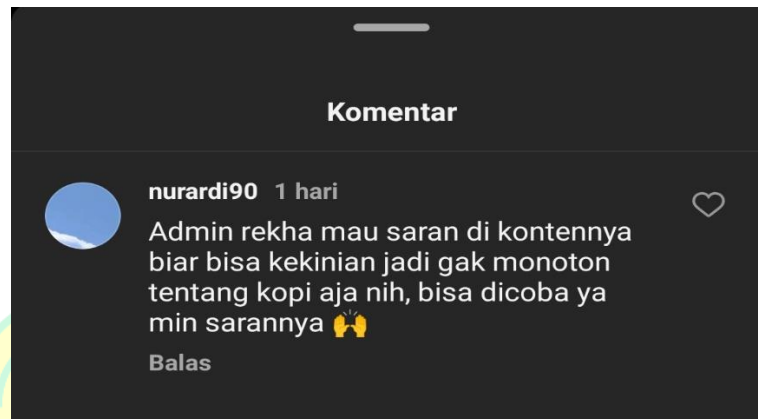 Komentar
nurardi90 1 hari
Admin rekha mau saran di kontennya
biar bisa kekinian jadi gak monoton
tentang kopi aja nih, bisa dicoba ya
min sarannya 🙌
Balas